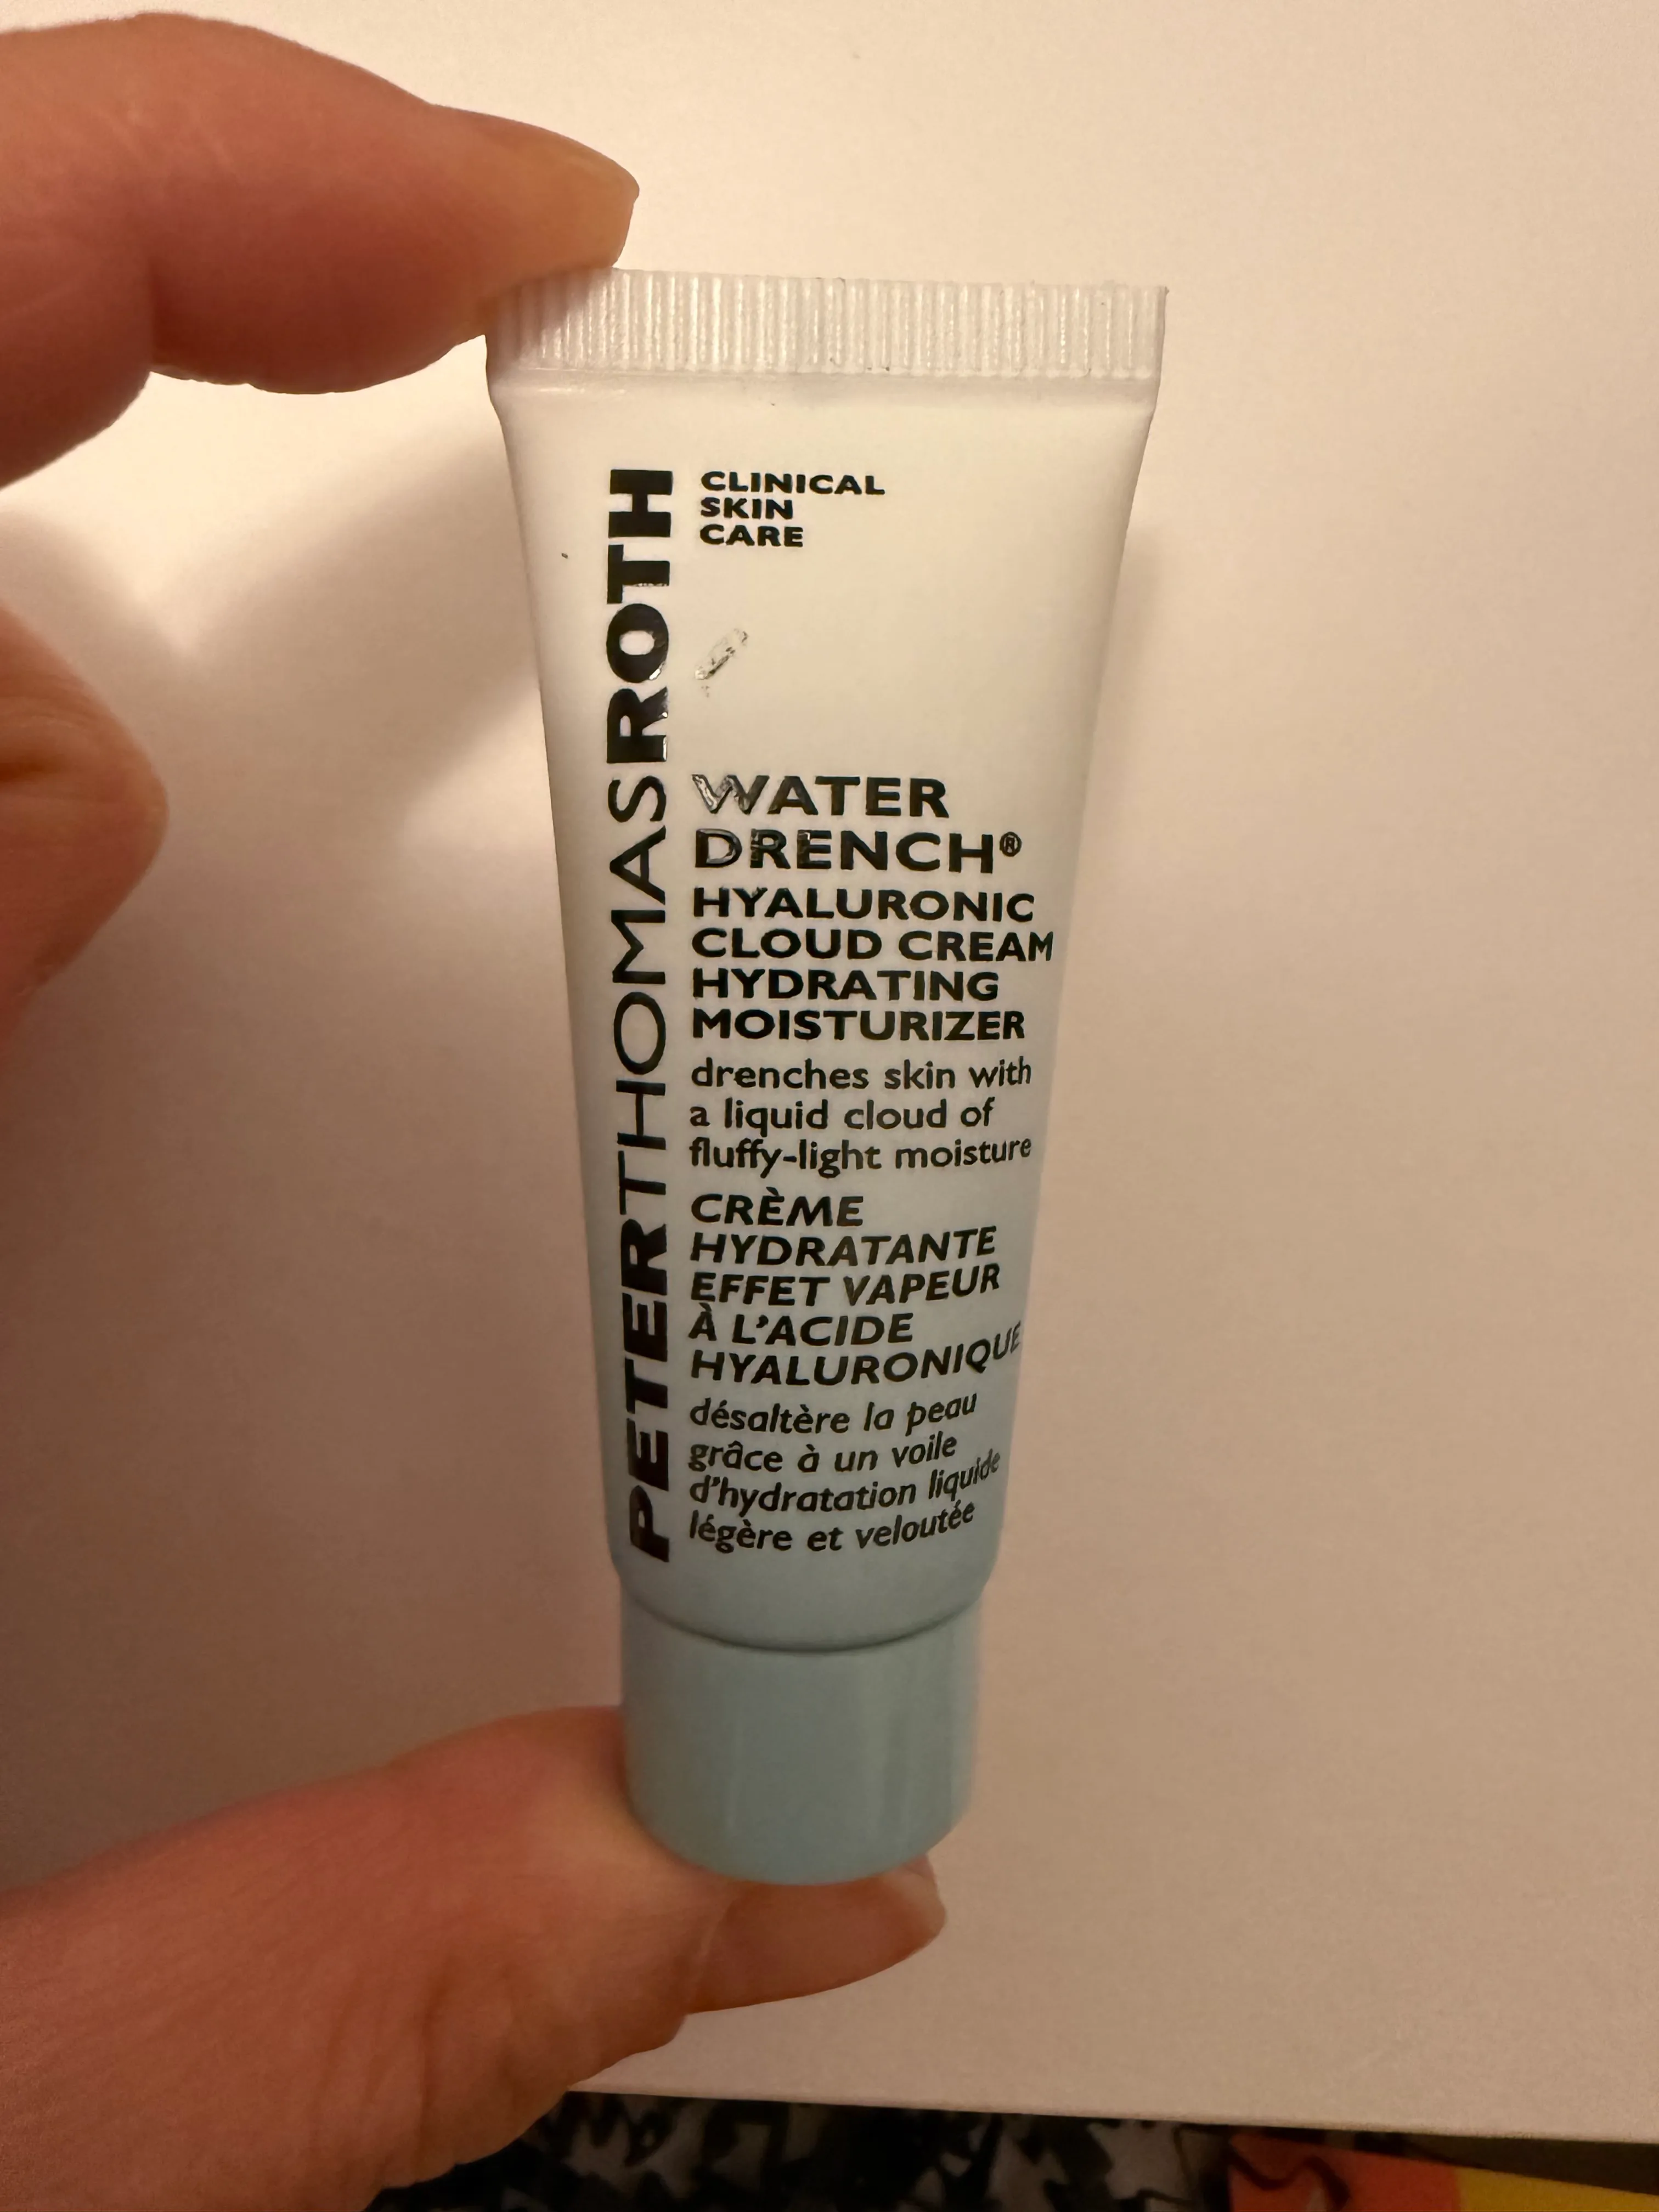 PETERTHOMASROTH
CLINICAL
SKIN
CARE
WATER
DRENCH®
HYALURONIC
CLOUD CREAM
HYDRATING
MOISTURIZER
drenches skin with
a liquid cloud of
fluffy-light moisture
CRÈME
HYDRATANTE
EFFET VAPEUR
À L'ACIDE
HYALURONIQUE
désaltère la peau
grâce à un voile
d'hydratation liquide
légère et veloutée